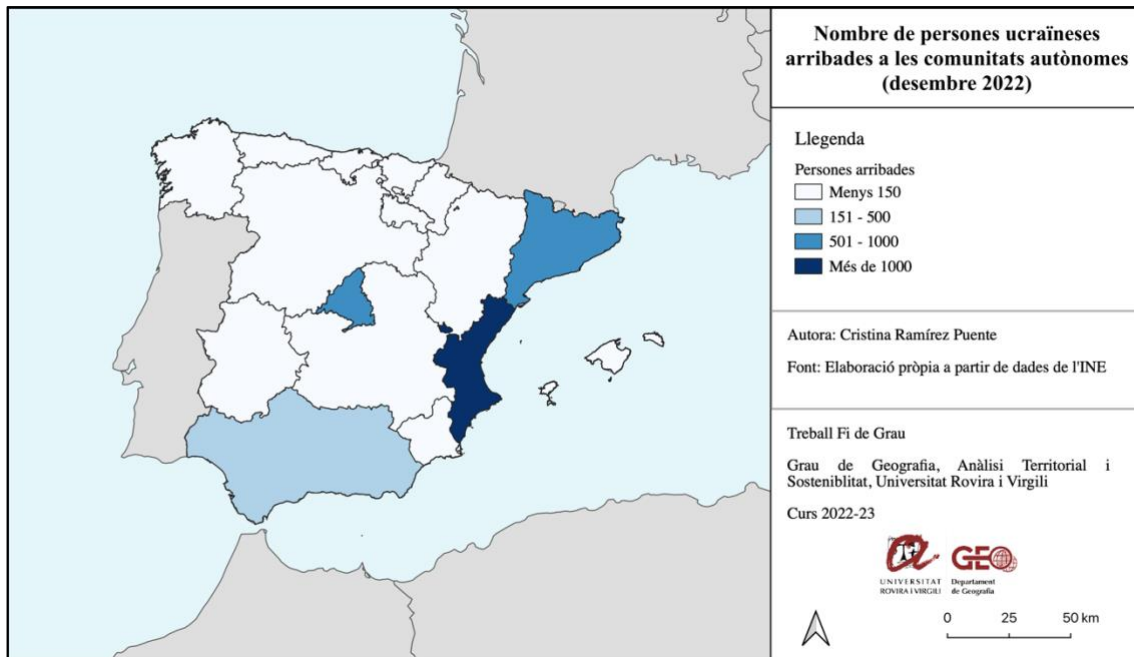 Nombre de persones ucraïneses
arribades a les comunitats autònomes
(desembre 2022)
Llegenda
Persones arribades
Menys 150
151 - 500
501 - 1000
Més de 1000
Autora: Cristina Ramírez Puente
Font: Elaboració pròpia a partir de dades de l'INE
Treball Fi de Grau
Grau de Geografia, Anàlisi Territorial i
Sosteniblitat, Universitat Rovira i Virgili
Curs 2022-23
GEO
UNIVERSITAT
ROVIRA I VIRGILI
Departament
de Geografia
0 25 50 km